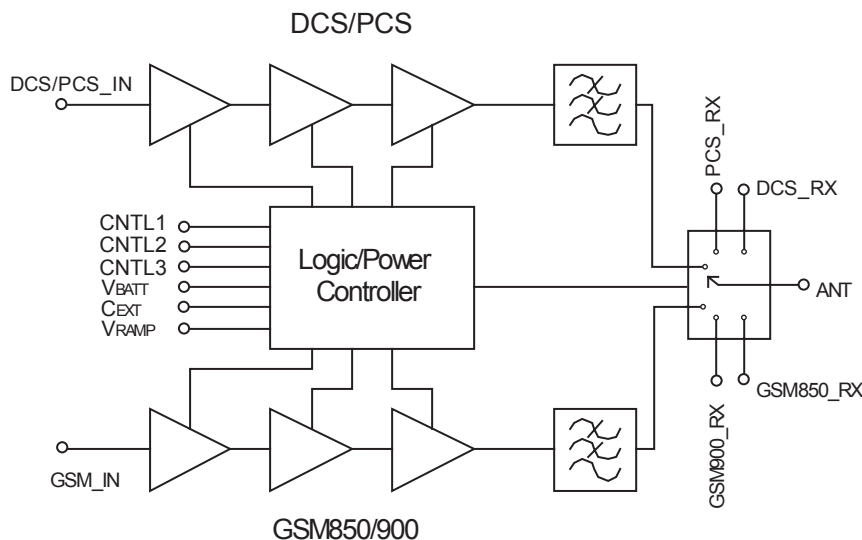 DCS/PCS
DCS/PCS_IN
PCS_RX
DCS_RX
CNTL1
CNTL2
CNTL3
VBATT
CEXT
VRAMP
Logic/Power
Controller
ANT
GSM850_RX
GSM900_RX
GSM_IN
GSM850/900